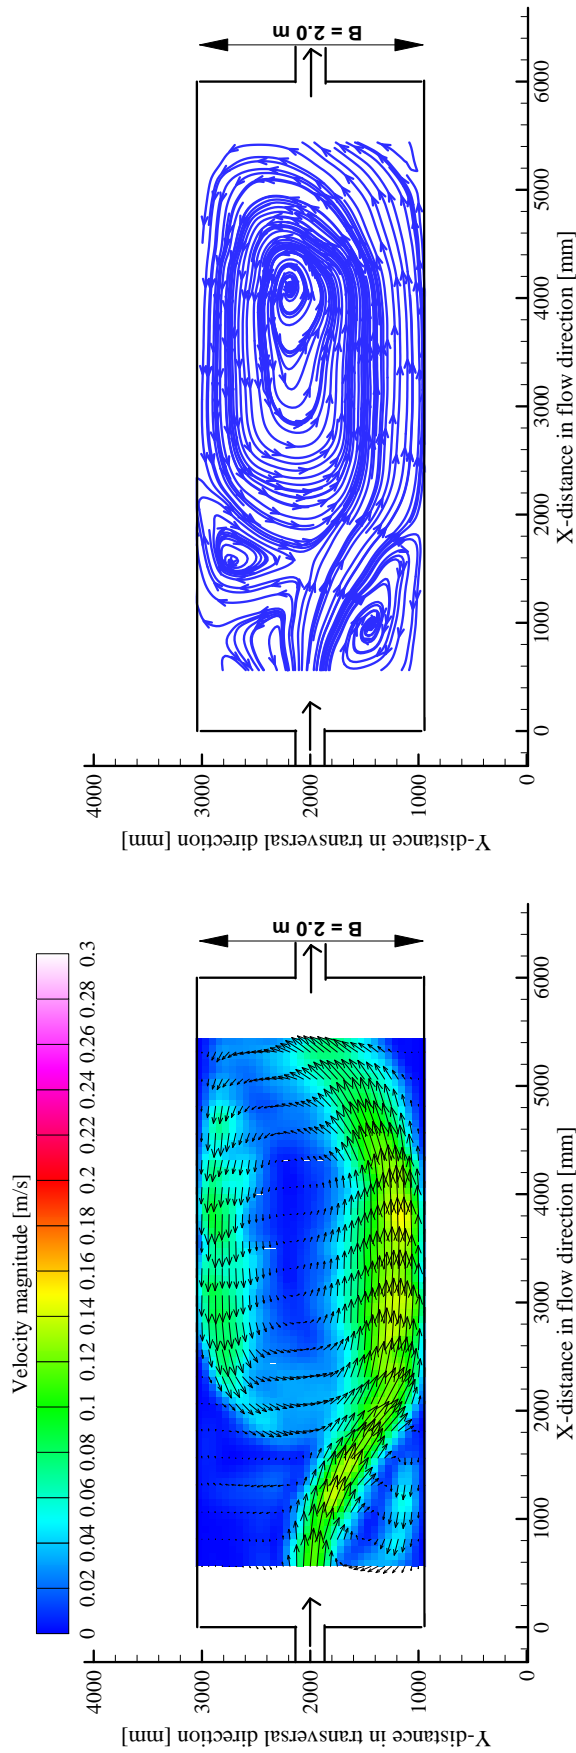 Velocity magnitude [m/s]
0 0.02 0.04 0.06 0.08 0.1 0.12 0.14 0.16 0.18 0.2 0.22 0.24 0.26 0.28 0.3
Y-distance in transversal direction [mm]
4000
3000
2000
1000
0
B = 2.0 m
0 1000 2000 3000 4000 5000 6000
X-distance in flow direction [mm]
Y-distance in transversal direction [mm]
4000
3000
2000
1000
0
B = 2.0 m
0 1000 2000 3000 4000 5000 6000
X-distance in flow direction [mm]